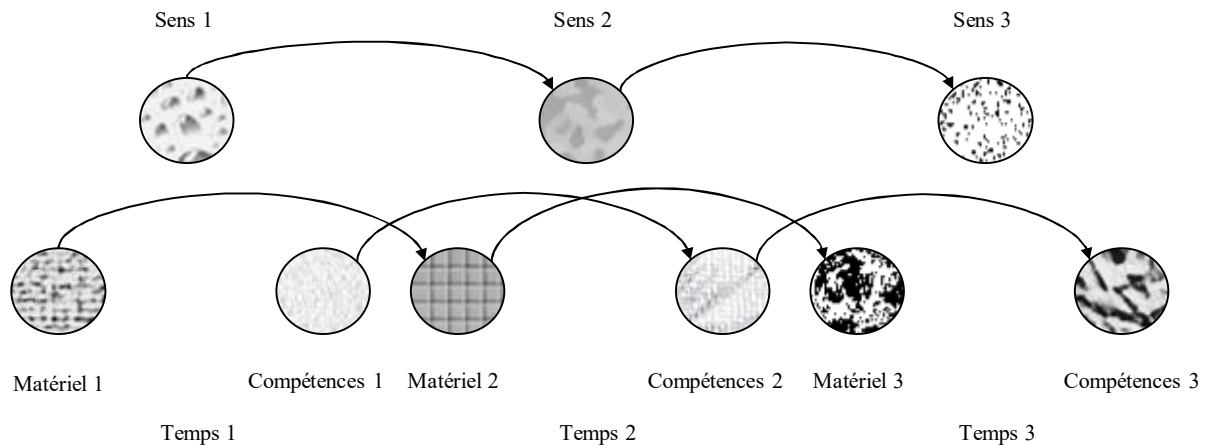 Sens 1 Sens 2 Sens 3
Matériel 1 Compétences 1 Matériel 2 Compétences 2 Matériel 3 Compétences 3
Temps 1 Temps 2 Temps 3